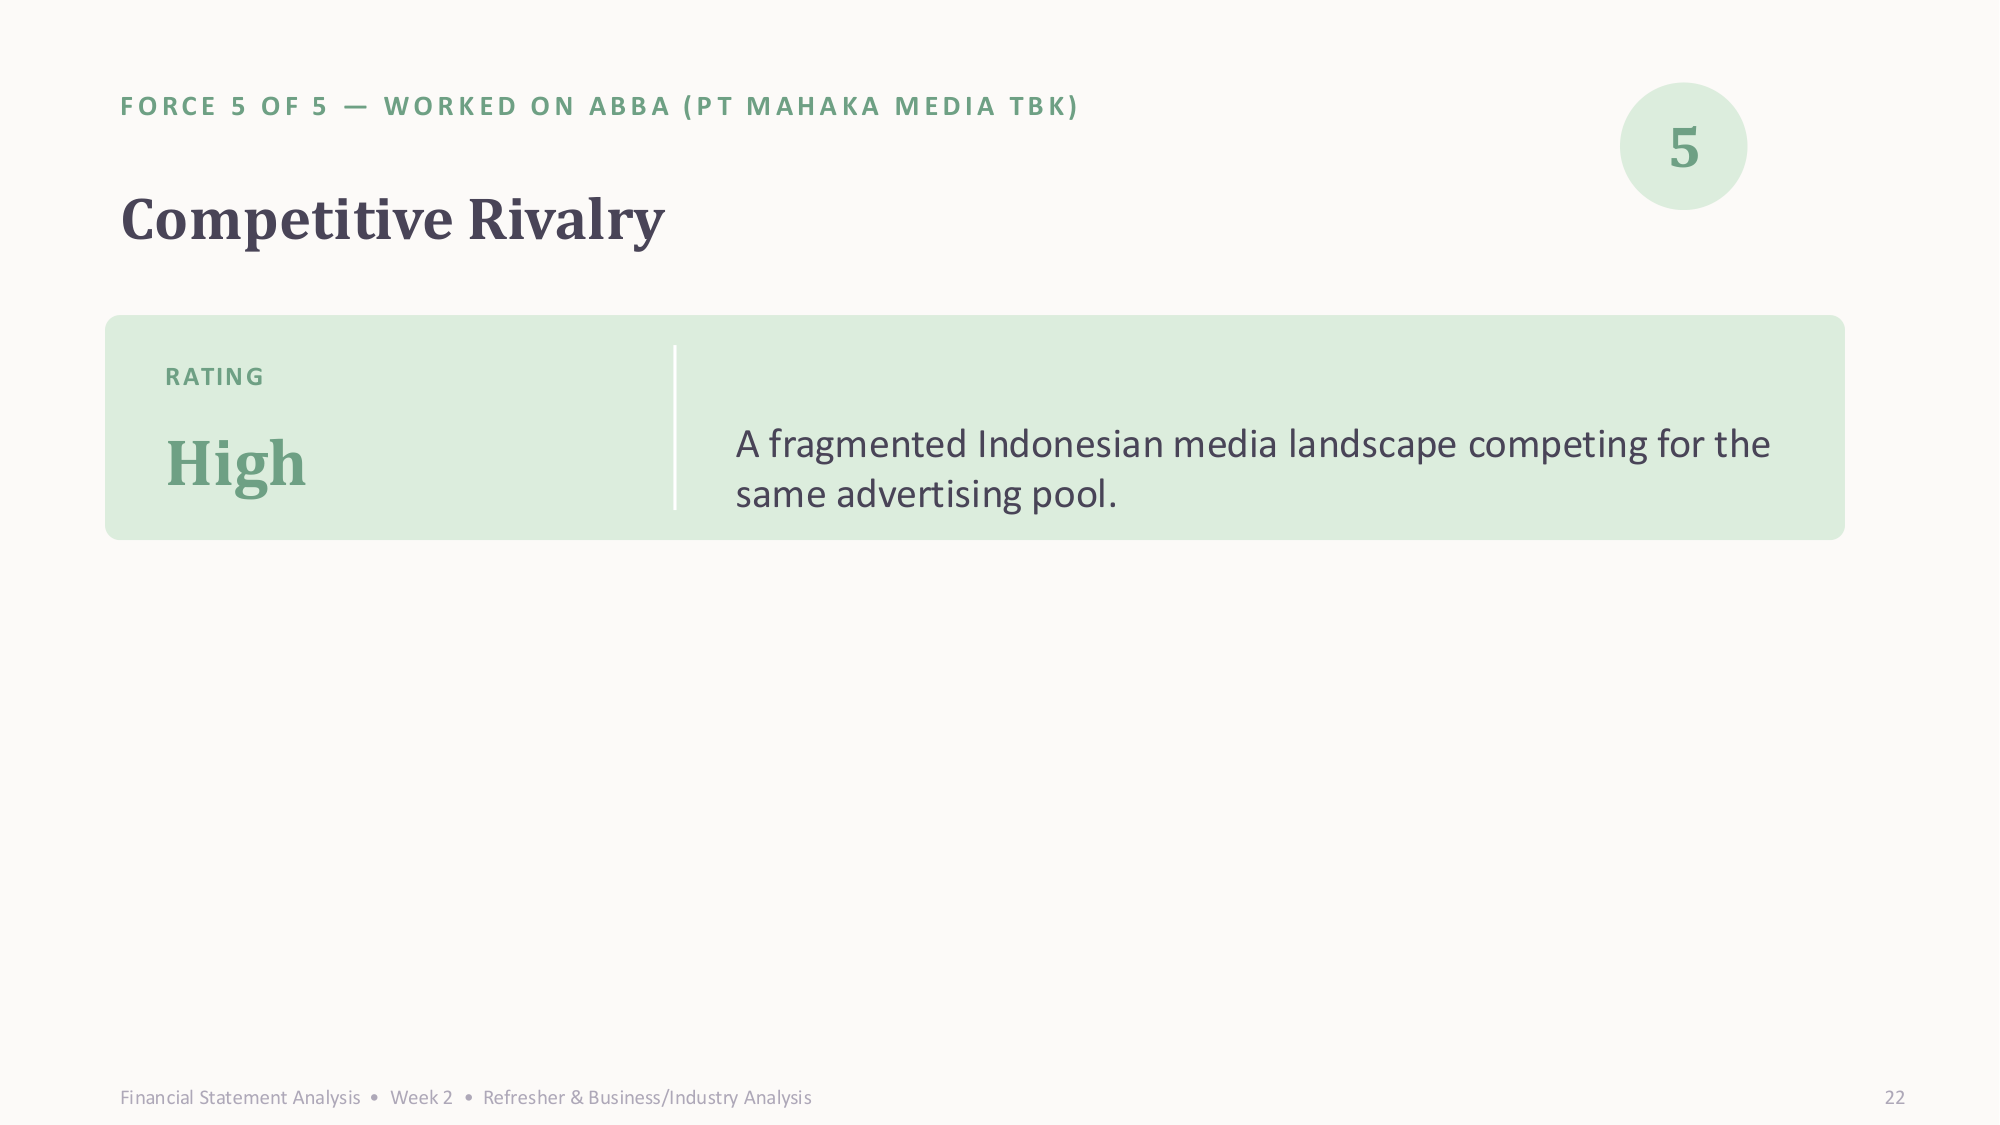 FORCE 5 OF 5 — WORKED ON ABBA (PT MAHAKA MEDIA TBK)
5
Competitive Rivalry
RATING
High
A fragmented Indonesian media landscape competing for the
same advertising pool.
Financial Statement Analysis • Week 2 • Refresher & Business/Industry Analysis
22